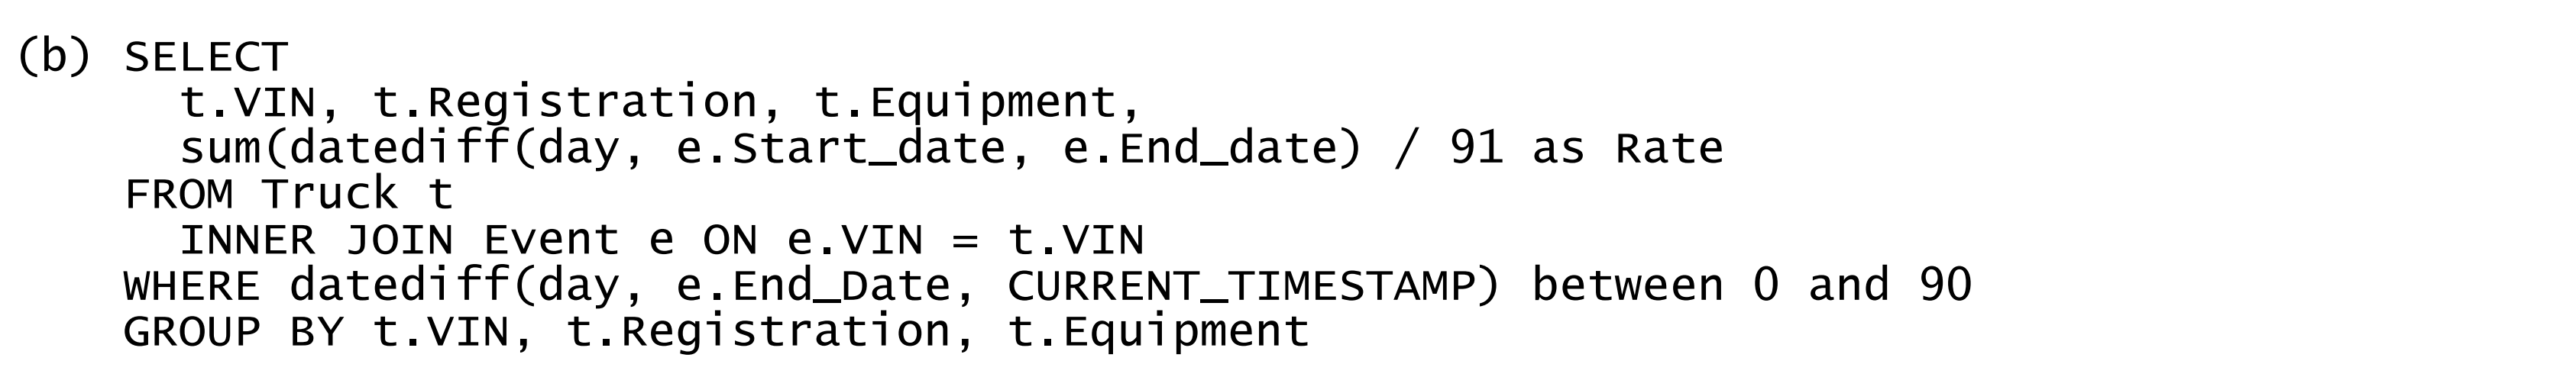 (b) SELECT
t.VIN, t.Registration, t.Equipment,
sum(datediff(day, e.Start_date, e.End_date) / 91 as Rate
FROM Truck t
INNER JOIN Event e ON e.VIN = t.VIN
WHERE datediff(day, e.End_Date, CURRENT_TIMESTAMP) between 0 and 90
GROUP BY t.VIN, t.Registration, t.Equipment